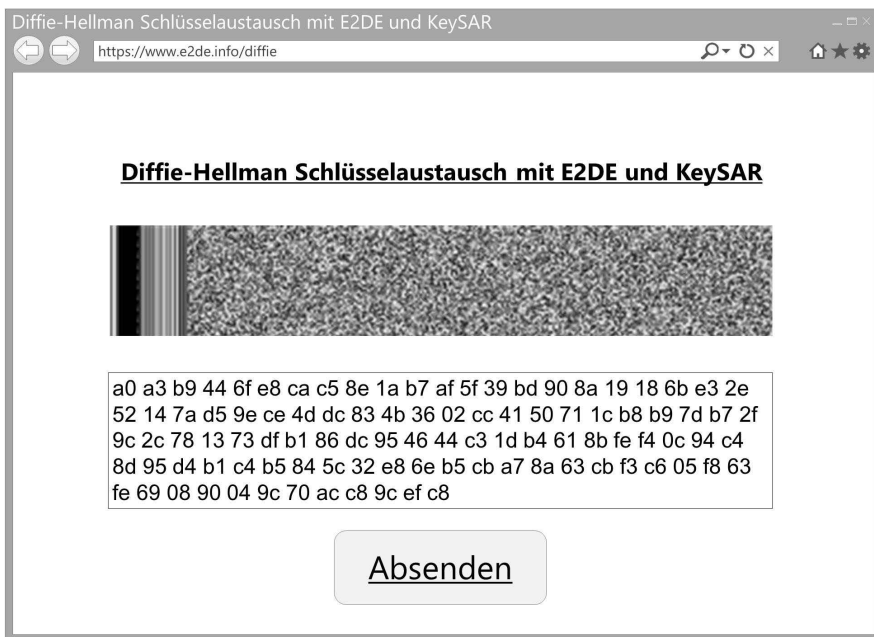 Diffie-Hellman Schlüsselaustausch mit E2DE und KeySAR
https://www.e2de.info/diffie
Diffie-Hellman Schlüsselaustausch mit E2DE und KeySAR
a0 a3 b9 44 6f e8 ca c5 8e 1a b7 af 5f 39 bd 90 8a 19 18 6b e3 2e
52 14 7a d5 9e ce 4d dc 83 4b 36 02 cc 41 50 71 1c b8 b9 7d b7 2f
9c 2c 78 13 73 df b1 86 dc 95 46 44 c3 1d b4 61 8b fe f4 0c 94 c4
8d 95 d4 b1 c4 b5 84 5c 32 e8 6e b5 cb a7 8a 63 cb f3 c6 05 f8 63
fe 69 08 90 04 9c 70 ac c8 9c ef c8
Absenden